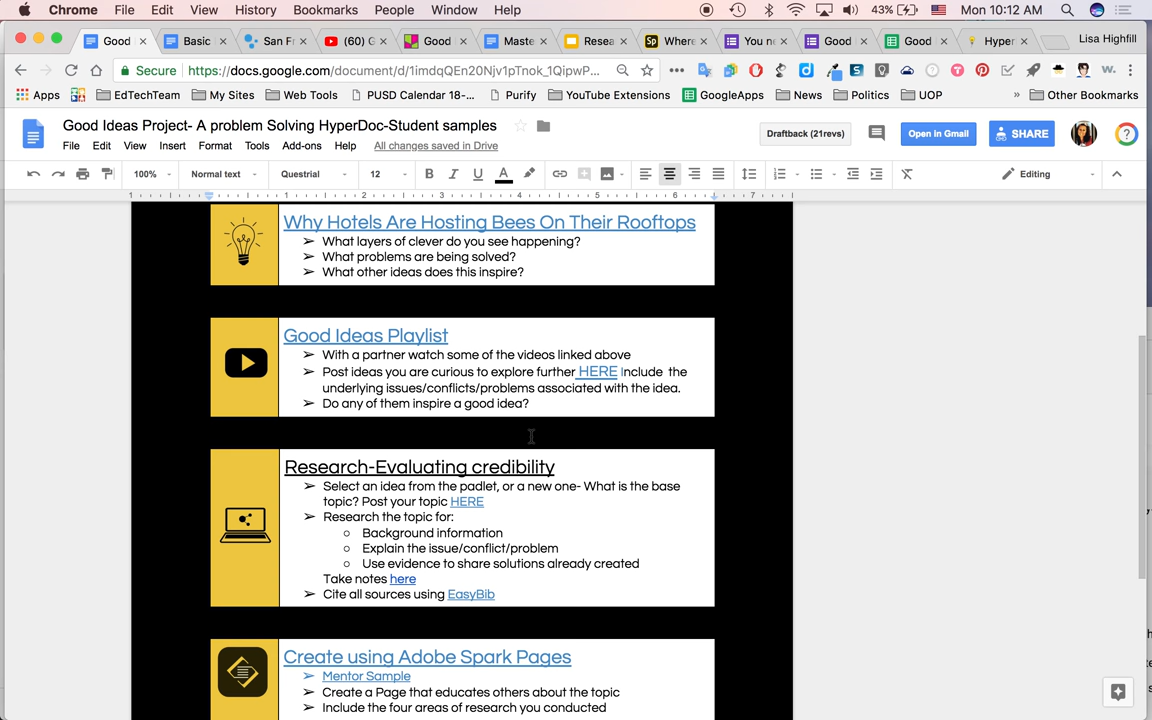 Chrome File Edit View History Bookmarks People Window Help 43% Mon 10:12 AM
Good Basic San Fr (60) G Good Maste Resea Sp Where You n Good Good Hyper Lisa Highfill
Secure https://docs.google.com/document/d/1imdqQEn20Njv1pTnok_1QipwP...
Apps EdTechTeam My Sites Web Tools PUSD Calendar 18-... Purify YouTube Extensions GoogleApps News Politics UOP » Other Bookmarks
Good Ideas Project- A problem Solving HyperDoc-Student samples
Draftback (21revs) Open in Gmail SHARE
File Edit View Insert Format Tools Add-ons Help All changes saved in Drive
100% Normal text Questrial 12 B I U A Editing
1 1 2 3 4 5 6 7
Why Hotels Are Hosting Bees On Their Rooftops
➢ What layers of clever do you see happening?
➢ What problems are being solved?
➢ What other ideas does this inspire?
Good Ideas Playlist
➢ With a partner watch some of the videos linked above
➢ Post ideas you are curious to explore further HERE Include the
underlying issues/conflicts/problems associated with the idea.
➢ Do any of them inspire a good idea?
Research-Evaluating credibility
➢ Select an idea from the padlet, or a new one- What is the base
topic? Post your topic HERE
➢ Research the topic for:
○ Background information
○ Explain the issue/conflict/problem
○ Use evidence to share solutions already created
Take notes here
➢ Cite all sources using EasyBib
Create using Adobe Spark Pages
➢ Mentor Sample
➢ Create a Page that educates others about the topic
➢ Include the four areas of research you conducted